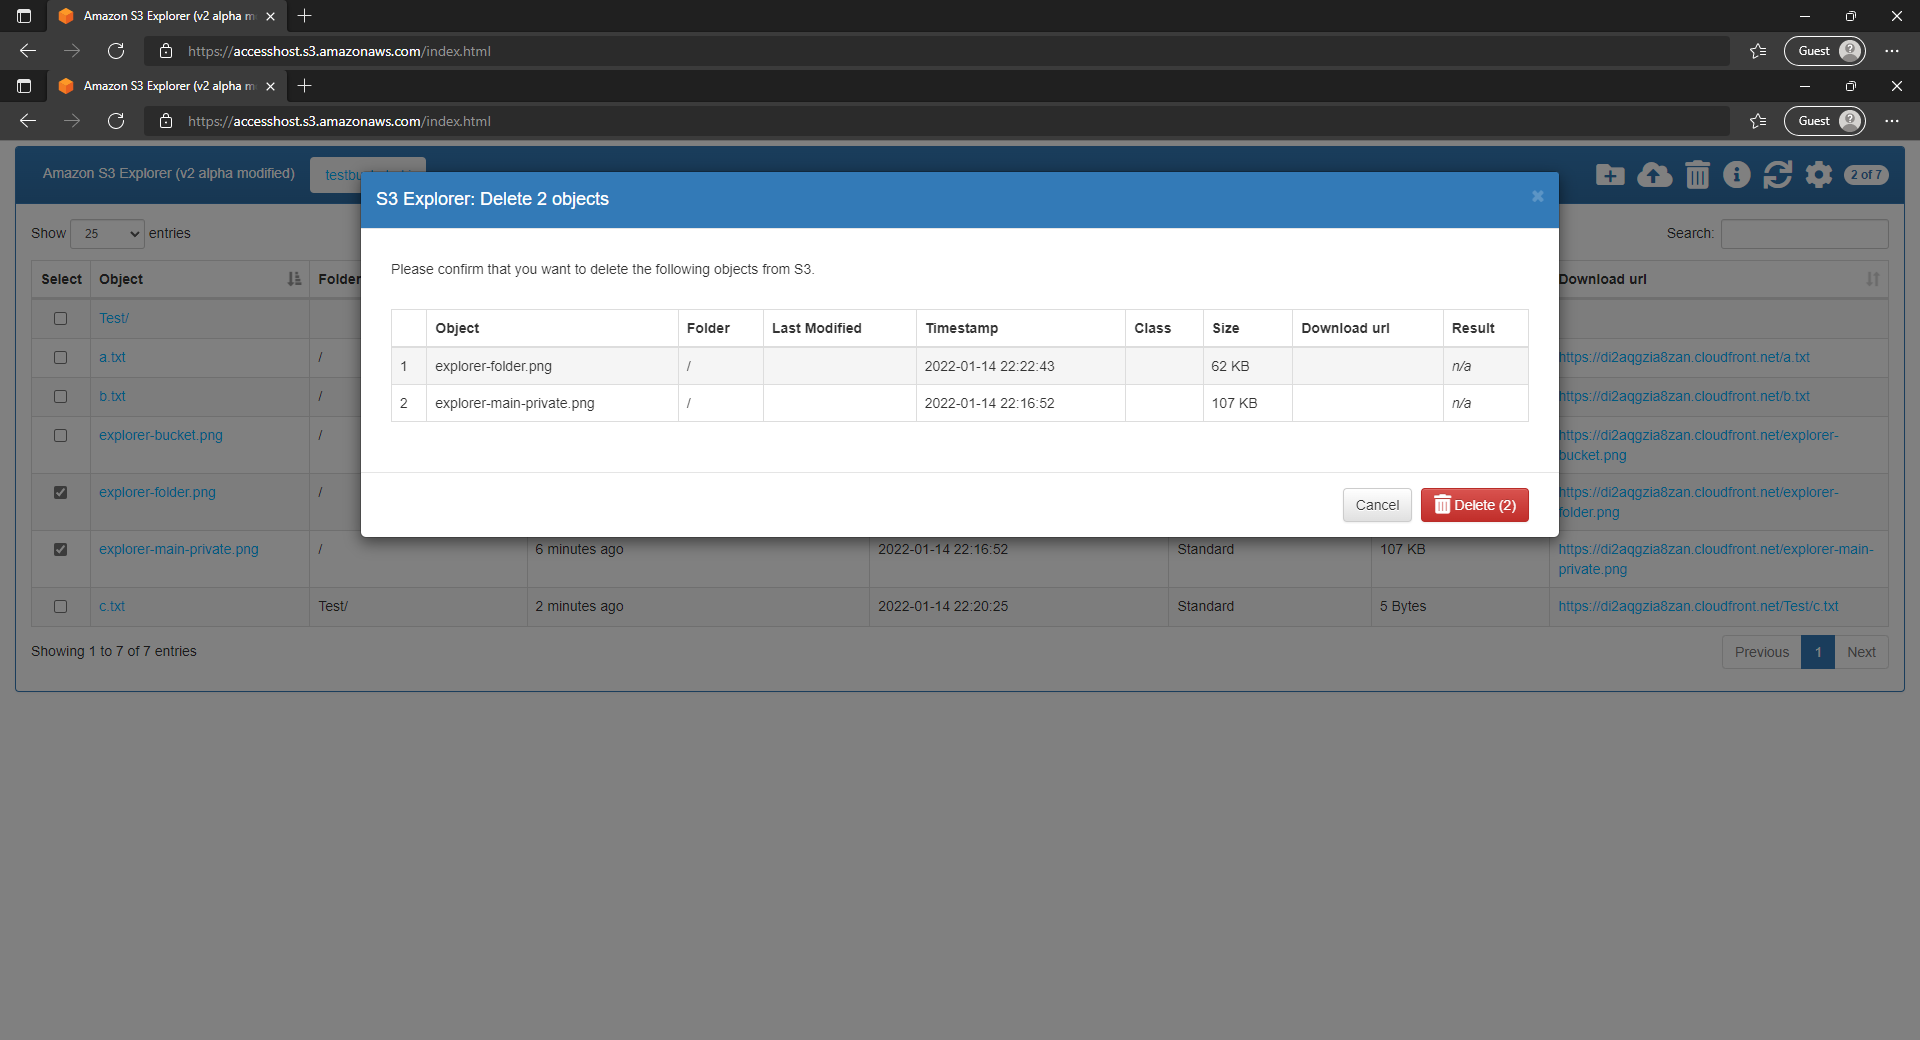 Amazon S3 Explorer (v2 alpha m
https://accesshost.s3.amazonaws.com/index.html
Guest
Amazon S3 Explorer (v2 alpha m
https://accesshost.s3.amazonaws.com/index.html
Guest
Amazon S3 Explorer (v2 alpha modified)
2 of 7
S3 Explorer: Delete 2 objects
Show 25 entries
Search:
Please confirm that you want to delete the following objects from S3.
Select Object Folder Download url
Object Folder Last Modified Timestamp Class Size Download url Result
1 explorer-folder.png / 2022-01-14 22:22:43 62 KB n/a
2 explorer-main-private.png / 2022-01-14 22:16:52 107 KB n/a
Cancel Delete (2)
Test/
a.txt / https://di2aqgzia8zan.cloudfront.net/a.txt
b.txt / https://di2aqgzia8zan.cloudfront.net/b.txt
explorer-bucket.png / https://di2aqgzia8zan.cloudfront.net/explorer-
bucket.png
explorer-folder.png / https://di2aqgzia8zan.cloudfront.net/explorer-
folder.png
explorer-main-private.png / 6 minutes ago 2022-01-14 22:16:52 Standard 107 KB https://di2aqgzia8zan.cloudfront.net/explorer-main-
private.png
c.txt Test/ 2 minutes ago 2022-01-14 22:20:25 Standard 5 Bytes https://di2aqgzia8zan.cloudfront.net/Test/c.txt
Showing 1 to 7 of 7 entries
Previous 1 Next